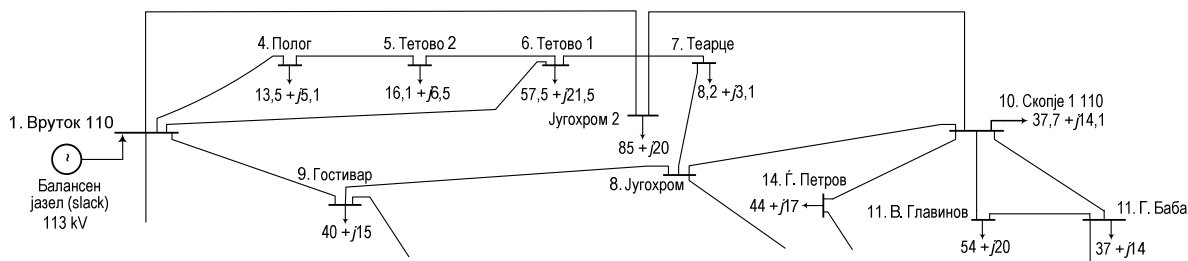 4. Полог
13,5 +j5,1
5. Тетово 2
16,1 +j6,5
6. Тетово 1
57,5 +j21,5
7. Теарце
8,2 +j3,1
1. Вруток 110
~
Балансен
јазел (slack)
113 kV
Југохром 2
85 +j20
10. Скопје 1 110
37,7 +j14,1
9. Гостивар
40 +j15
8. Југохром
14. Ѓ. Петров
44 +j17
11. В. Главинов
54 +j20
11. Г. Баба
37 +j14